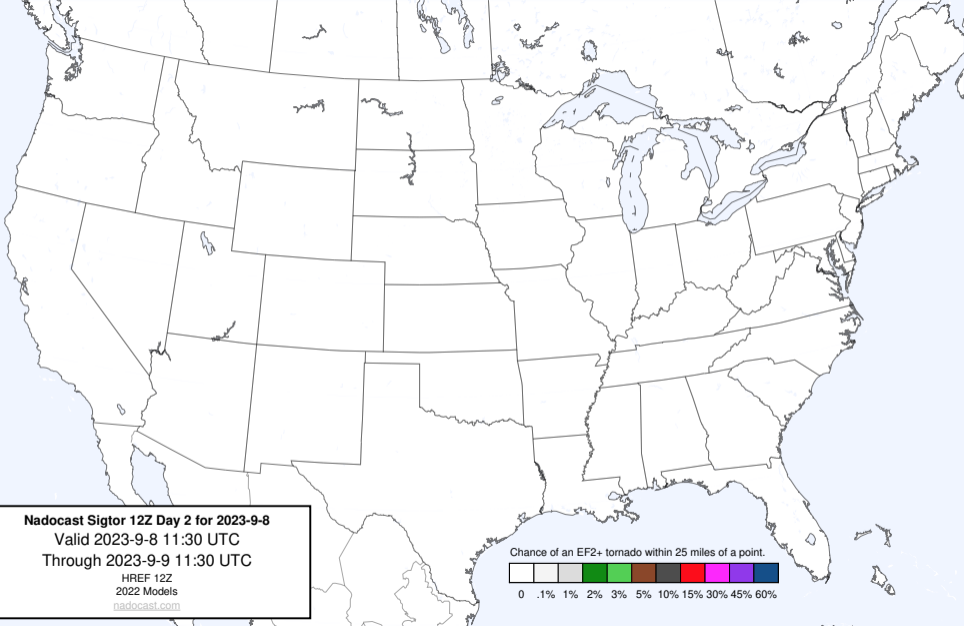 Nadocast Sigtor 12Z Day 2 for 2023-9-8
Valid 2023-9-8 11:30 UTC
Through 2023-9-9 11:30 UTC
HREF 12Z
2022 Models
nadocast.com
Chance of an EF2+ tornado within 25 miles of a point.
0 .1% 1% 2% 3% 5% 10% 15% 30% 45% 60%